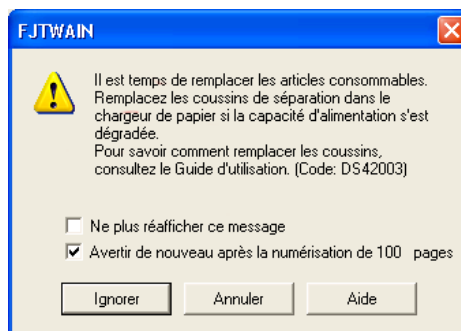 FJTWAIN
Il est temps de remplacer les articles consommables.
Remplacez les coussins de séparation dans le
chargeur de papier si la capacité d'alimentation s'est
dégradée.
Pour savoir comment remplacer les coussins,
consultez le Guide d'utilisation. (Code: DS42003)
Ne plus réafficher ce message
Avertir de nouveau après la numérisation de 100 pages
Ignorer Annuler Aide